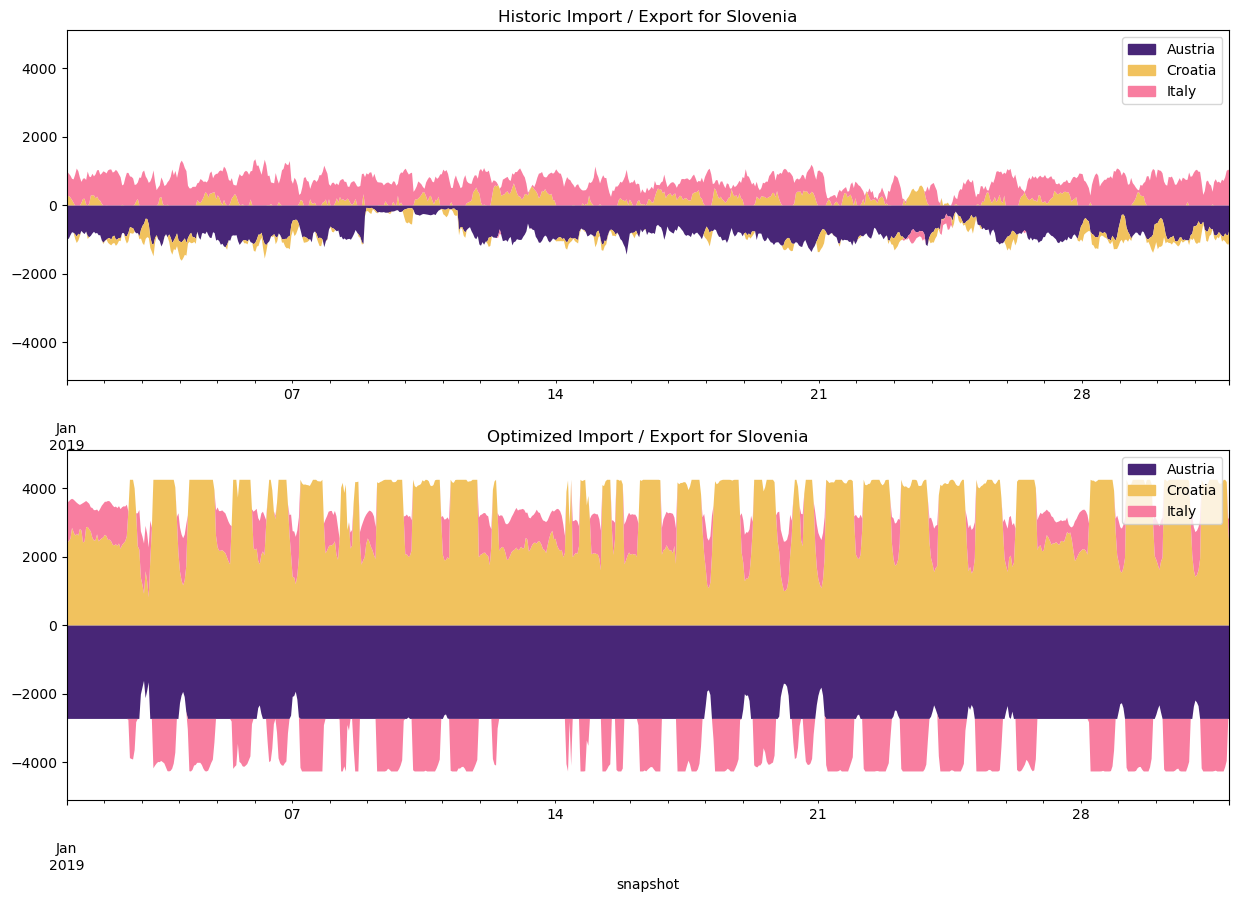 Historic Import / Export for Slovenia
4000
2000
0
−2000
−4000
Austria
Croatia
Italy
07
14
21
28
Jan
2019
Optimized Import / Export for Slovenia
4000
2000
0
−2000
−4000
Austria
Croatia
Italy
07
14
21
28
Jan
2019
snapshot